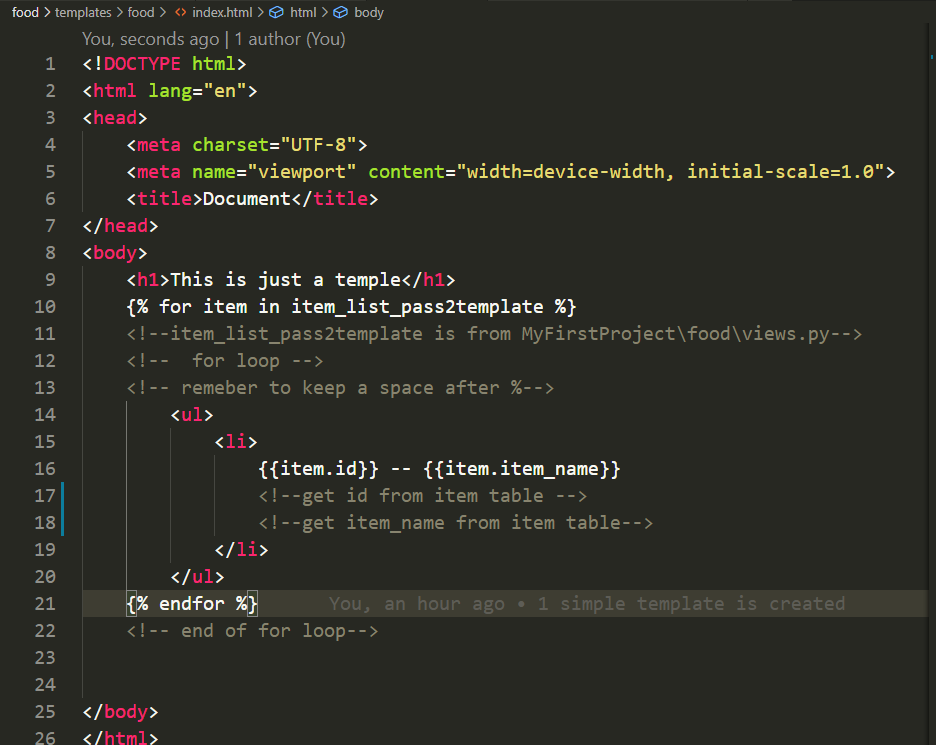 food > templates > food > <> index.html > html > body
You, seconds ago | 1 author (You)
1 <!DOCTYPE html>
2 <html lang="en">
3 <head>
4     <meta charset="UTF-8">
5     <meta name="viewport" content="width=device-width, initial-scale=1.0">
6     <title>Document</title>
7 </head>
8 <body>
9     <h1>This is just a temple</h1>
10     {% for item in item_list_pass2template %}
11     <!--item_list_pass2template is from MyFirstProject\food\views.py-->
12     <!--  for loop -->
13     <!-- remeber to keep a space after %-->
14         <ul>
15             <li>
16                 {{item.id}} -- {{item.item_name}}
17                 <!--get id from item table -->
18                 <!--get item_name from item table-->
19             </li>
20         </ul>
21     {% endfor %}     You, an hour ago • 1 simple template is created
22     <!-- end of for loop-->
23
24
25 </body>
26 </html>